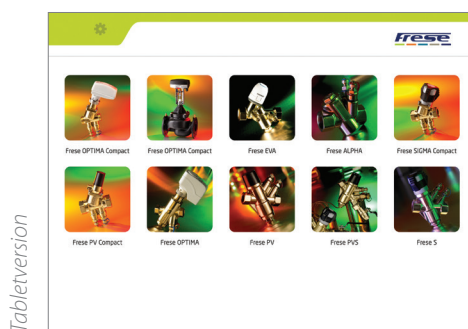 Frese
Frese OPTIMA Compact
Frese OPTIMA Compact
Frese EVA
Frese ALPHA
Frese SIGMA Compact
Frese PV Compact
Frese OPTIMA
Frese PV
Frese PVS
Frese S
Tabletversion